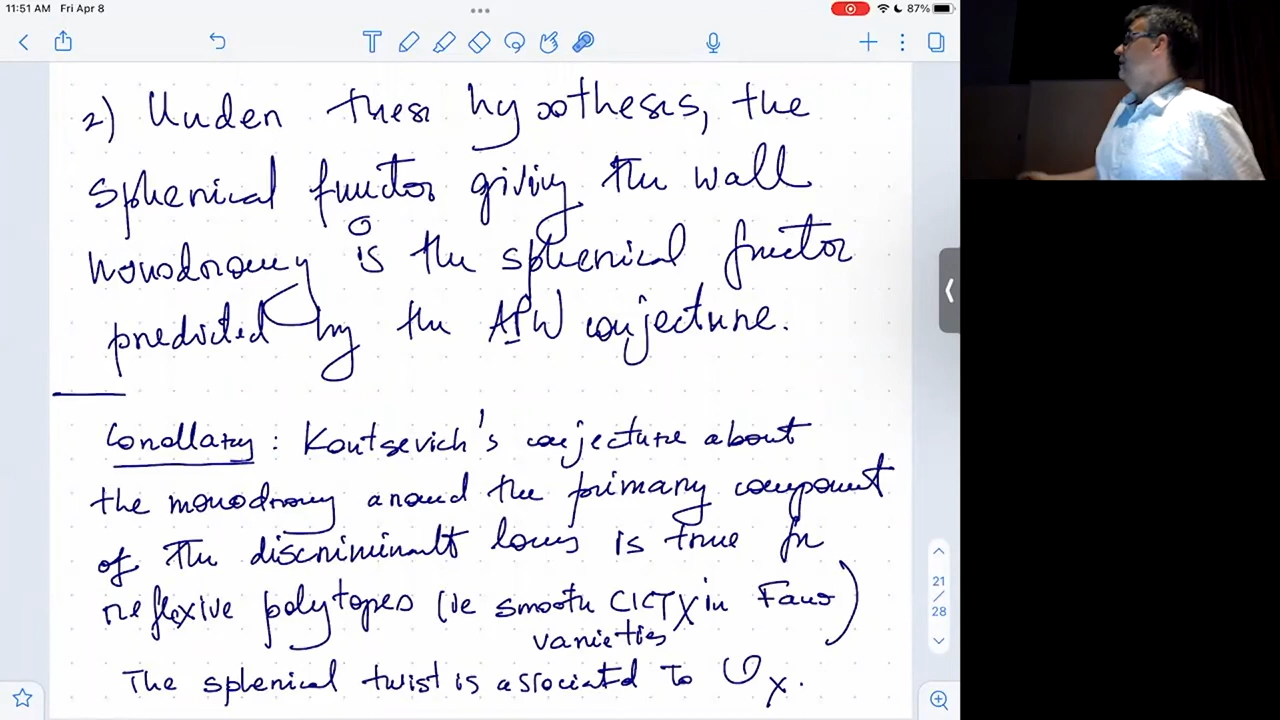 11:51 AM Fri Apr 8
87%
2) Under these hypothesis, the
spherical functor giving the wall
monodromy is the spherical functor
predicted by the APW conjecture.
Corollary: Kontsevich's conjecture about
the monodromy around the primary component
of the discriminant locus is true for
reflexive polytopes (ie smooth CICY X in Fano)
varieties
The spherical twist is associated to O_X.
21
/
28